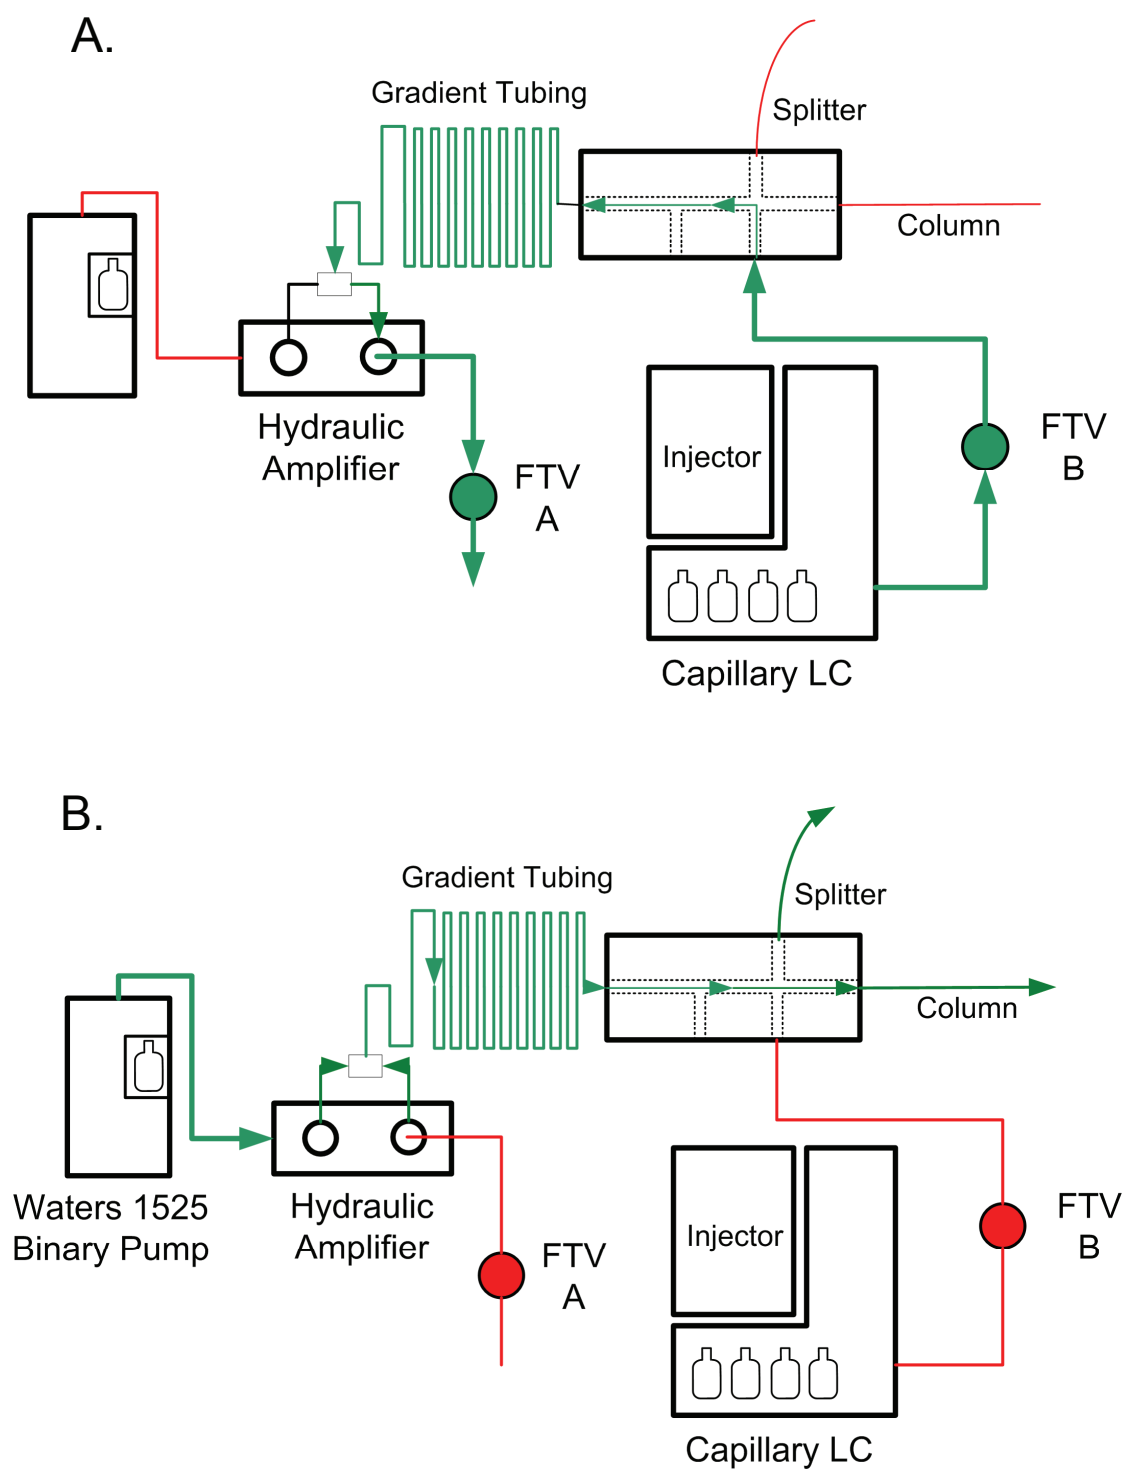 A.
Gradient Tubing
Splitter
Column
Hydraulic
Amplifier
FTV
A
Injector
FTV
B
Capillary LC
B.
Gradient Tubing
Splitter
Column
Waters 1525
Binary Pump
Hydraulic
Amplifier
FTV
A
Injector
FTV
B
Capillary LC